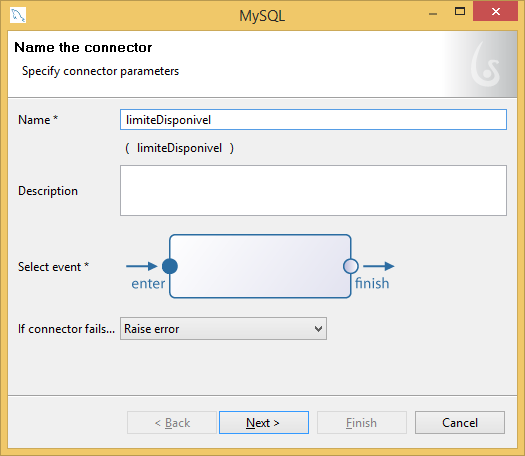 MySQL
Name the connector
Specify connector parameters
Name * limiteDisponivel
( limiteDisponivel )
Description
Select event *
enter finish
If connector fails... Raise error
< Back Next > Finish Cancel